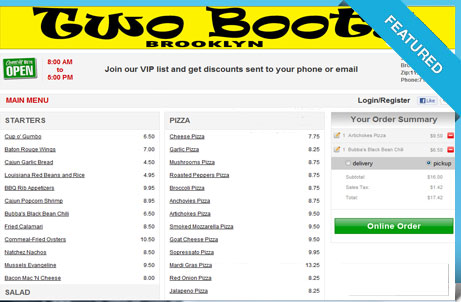 Two Boots
BROOKLYN
FEATURED
COME IN WE'RE
OPEN
8:00 AM
to
5:00 PM
Join our VIP list and get discounts sent to your phone or email
Zip:11
Phone:7
MAIN MENU
Login/Register
Like
STARTERS
Cup o' Gumbo 6.50
Baton Rouge Wings 7.00
Cajun Garlic Bread 4.50
Louisiana Red Beans and Rice 4.95
BBQ Rib Appetizers 9.95
Cajun Popcorn Shrimp 8.95
Bubba's Black Bean Chili 6.50
Fried Calamari 8.50
Cornmeal-Fried Oisters 10.50
Natchez Nachos 8.50
Mussels Evangeline 9.50
Bacon Mac 'N Cheese 8.00
SALAD
PIZZA
Cheese Pizza 7.75
Garlic Pizza 8.25
Mushrooms Pizza 8.25
Roasted Peppers Pizza 8.25
Broccoli Pizza 8.25
Anchovies Pizza 8.25
Artichokes Pizza 9.50
Smoked Mozzarella Pizza 9.50
Goat Cheese Pizza 9.50
Sopressato Pizza 9.95
Mardi Gras Pizza 13.25
Red Onion Pizza 8.25
Jalapeno Pizza 8.25
Your Order Summary
1 Artichokes Pizza $9.50
1 Bubba's Black Bean Chili $6.50
delivery pickup
Subtotal: $16.00
Sales Tax: $1.42
Total: $17.42
Online Order